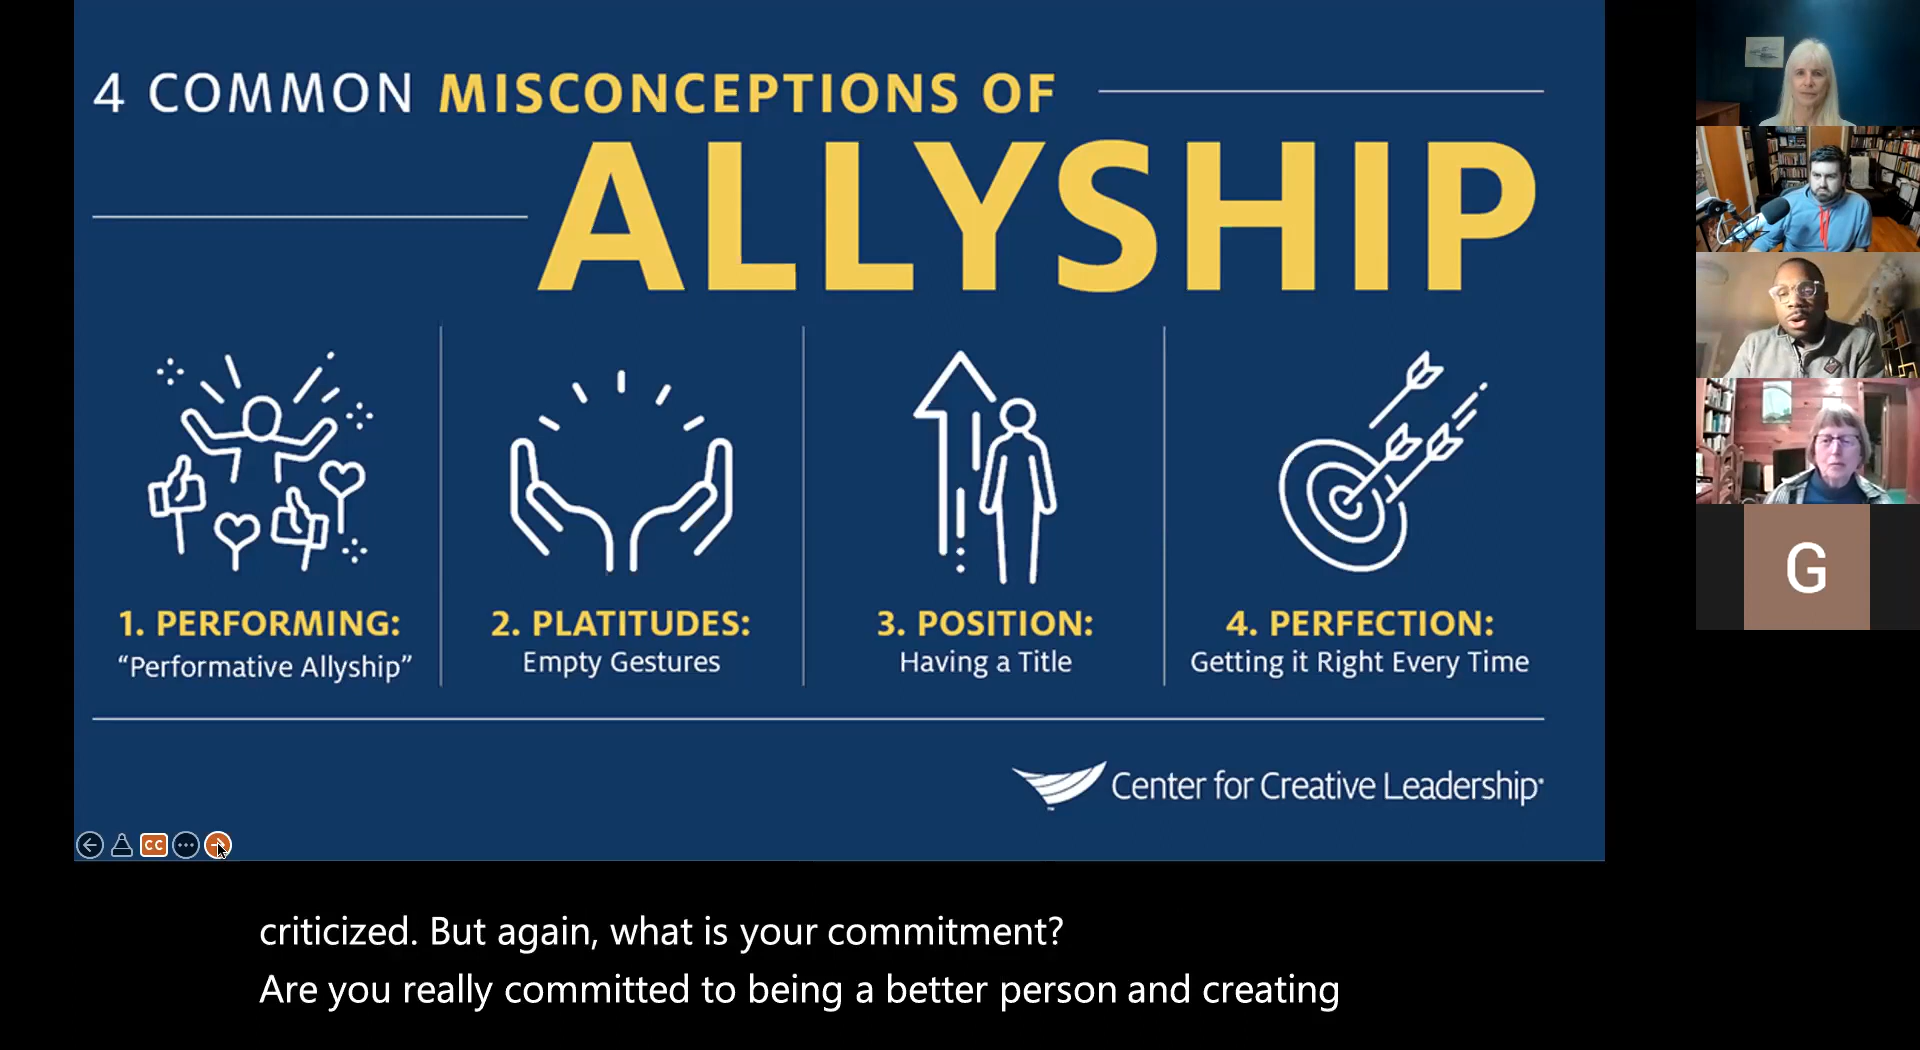 4 COMMON MISCONCEPTIONS OF
ALLYSHIP
1. PERFORMING:
“Performative Allyship”
2. PLATITUDES:
Empty Gestures
3. POSITION:
Having a Title
4. PERFECTION:
Getting it Right Every Time
Center for Creative Leadership
CC
G
criticized. But again, what is your commitment?
Are you really committed to being a better person and creating